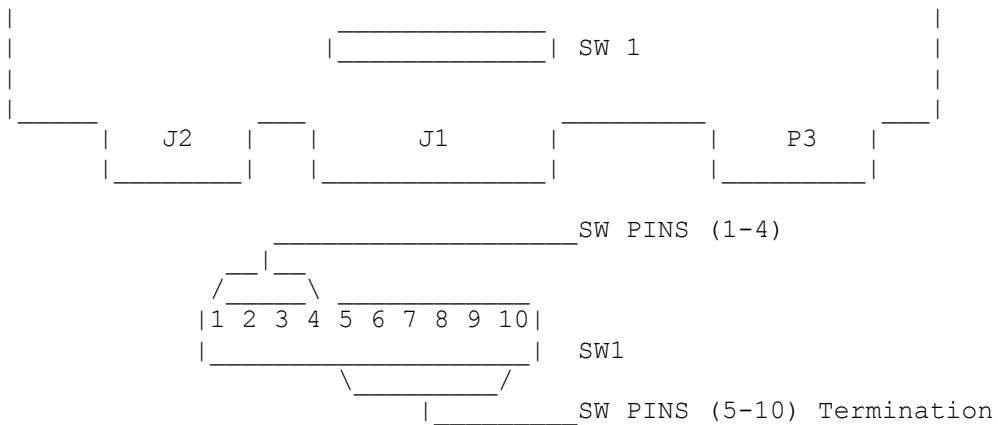 SW 1
J2 J1 P3
SW PINS (1-4)
1 2 3 4 5 6 7 8 9 10
SW1
SW PINS (5-10) Termination